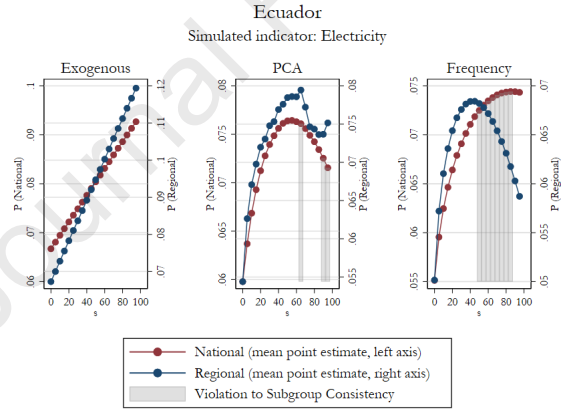 Ecuador
Simulated indicator: Electricity
Exogenous
PCA
Frequency
P (National)
.06 .07 .08 .09 .1
P (Regional)
.07 .08 .09 .1 .11 .12
0 20 40 60 80 100
s
P (National)
.06 .065 .07 .075 .08
P (Regional)
.055 .06 .065 .07 .075 .08
0 20 40 60 80 100
s
P (National)
.055 .06 .065 .07 .075
P (Regional)
.05 .055 .06 .065 .07
0 20 40 60 80 100
s
National (mean point estimate, left axis)
Regional (mean point estimate, right axis)
Violation to Subgroup Consistency